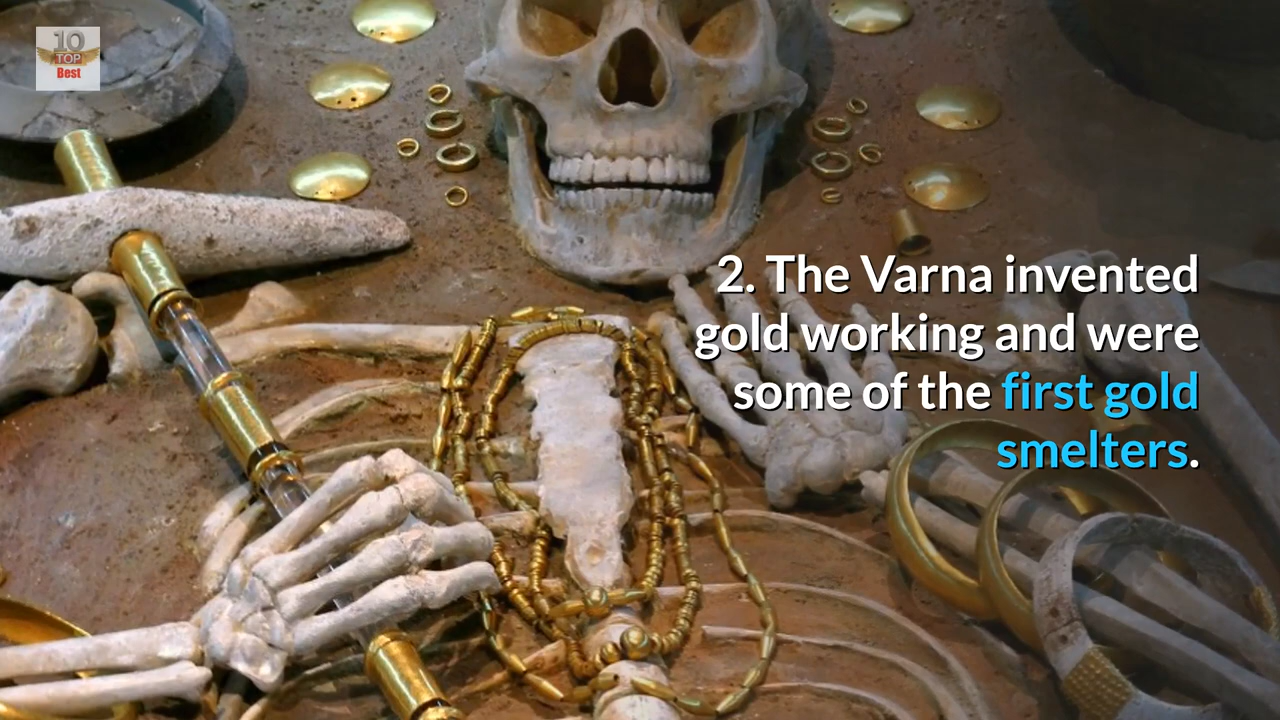 10
TOP
Best
2. The Varna invented
gold working and were
some of the first gold
smelters.